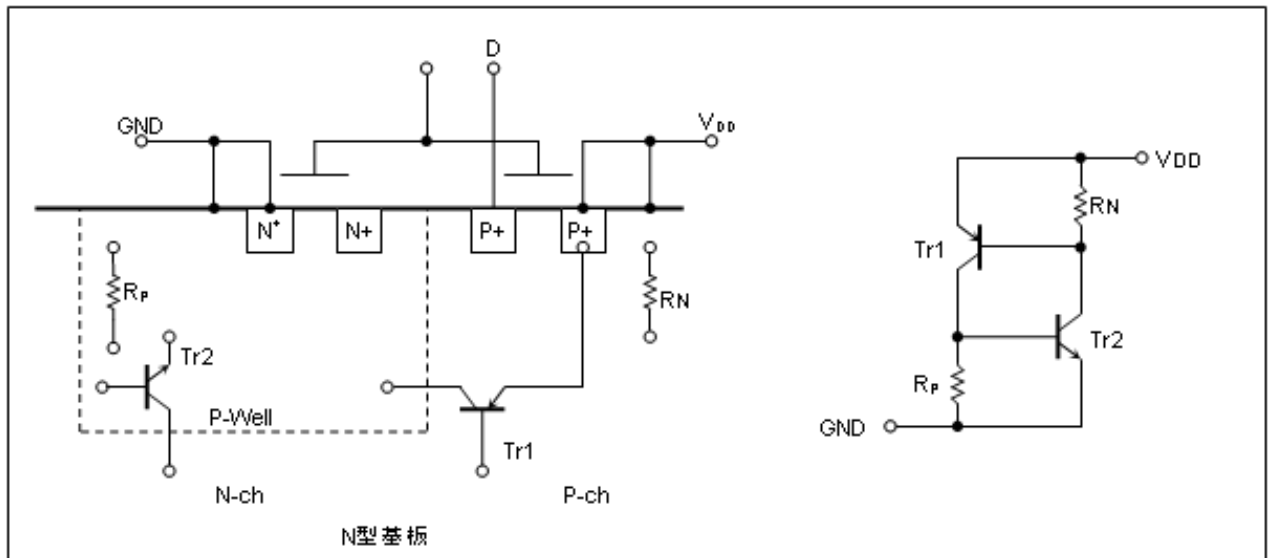 D
GND
VDD
N+
N+
P+
P+
RP
RN
Tr2
P-Well
Tr1
N-ch
P-ch
N型基板
VDD
RN
Tr1
Tr2
RP
GND